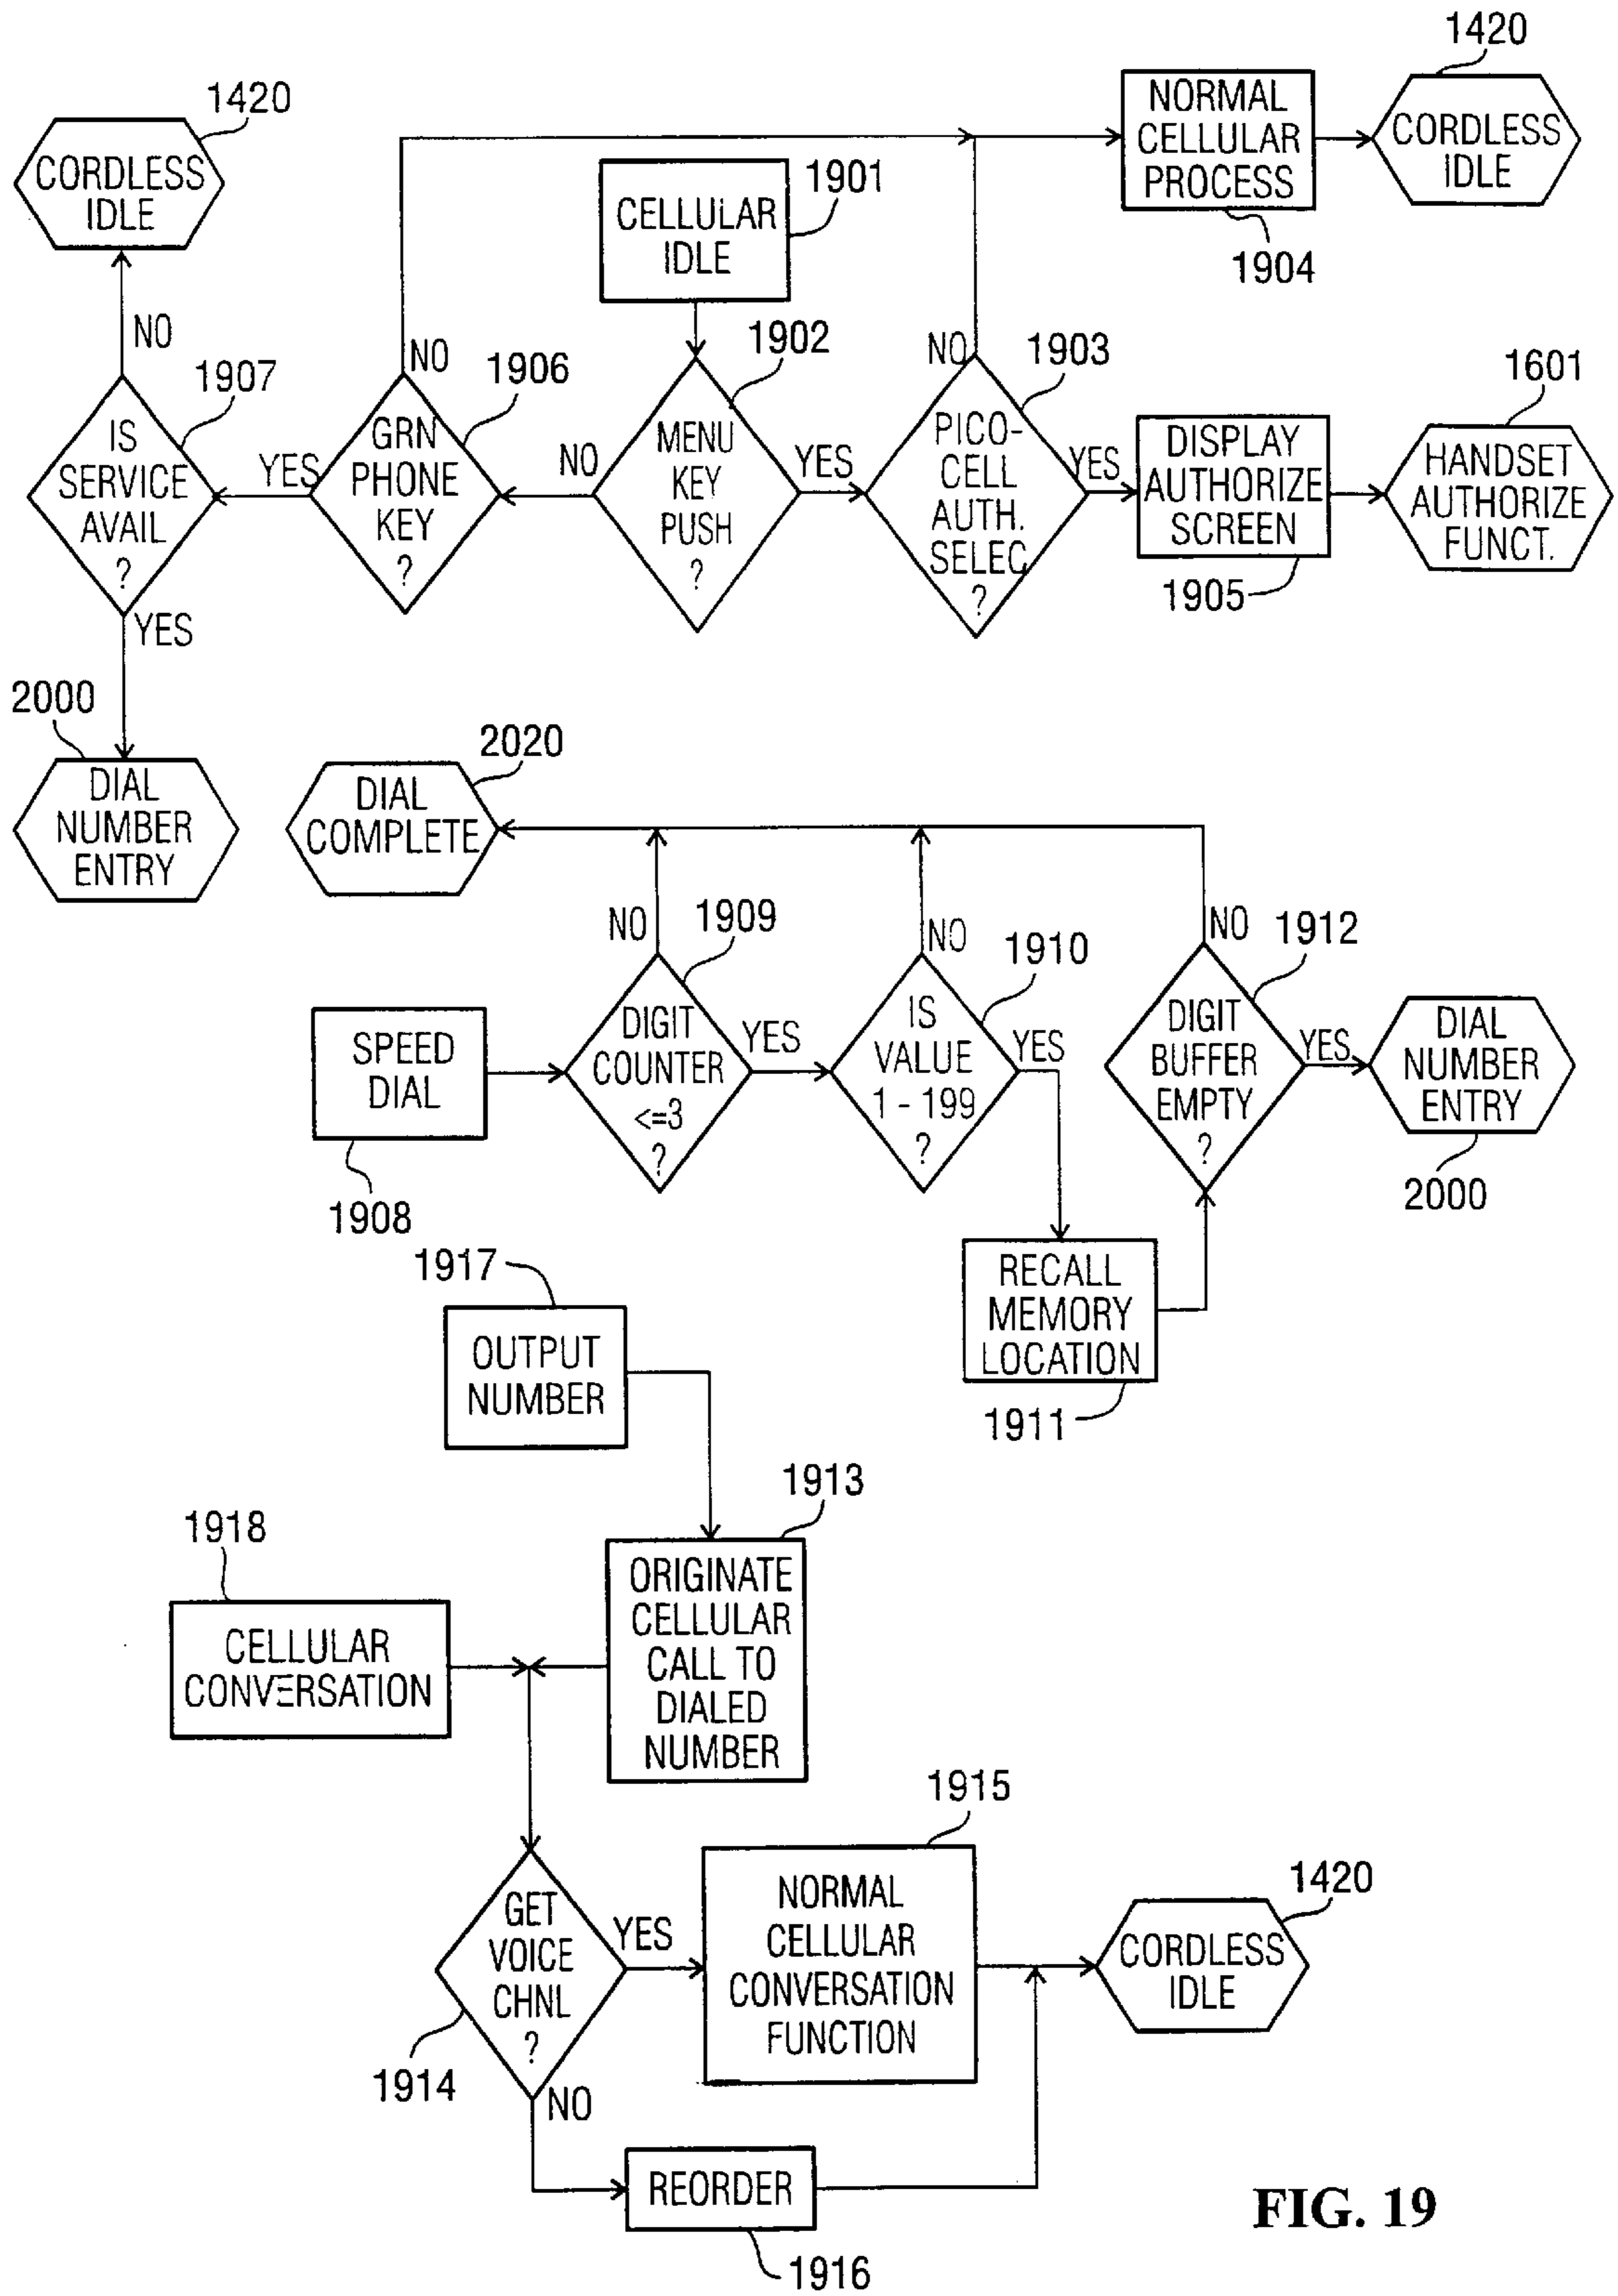 1420
CORDLESS
IDLE
NO
1907
IS
SERVICE
AVAIL
?
YES
2000
DIAL
NUMBER
ENTRY
YES
NO
1906
GRN
PHONE
KEY
?
NO
CELLULAR
IDLE
1901
1902
MENU
KEY
PUSH
?
YES
NO
1903
PICO-
CELL
AUTH.
SELEC
?
YES
NORMAL
CELLULAR
PROCESS
1904
1420
CORDLESS
IDLE
DISPLAY
AUTHORIZE
SCREEN
1905
1601
HANDSET
AUTHORIZE
FUNCT.
2020
DIAL
COMPLETE
SPEED
DIAL
1908
NO
1909
DIGIT
COUNTER
<=3
?
YES
NO
1910
IS
VALUE
1 - 199
?
YES
RECALL
MEMORY
LOCATION
1911
NO
1912
DIGIT
BUFFER
EMPTY
?
YES
DIAL
NUMBER
ENTRY
2000
1917
OUTPUT
NUMBER
1913
ORIGINATE
CELLULAR
CALL TO
DIALED
NUMBER
1918
CELLULAR
CONVERSATION
GET
VOICE
CHNL
?
1914
YES
NO
1915
NORMAL
CELLULAR
CONVERSATION
FUNCTION
1420
CORDLESS
IDLE
REORDER
1916
FIG. 19